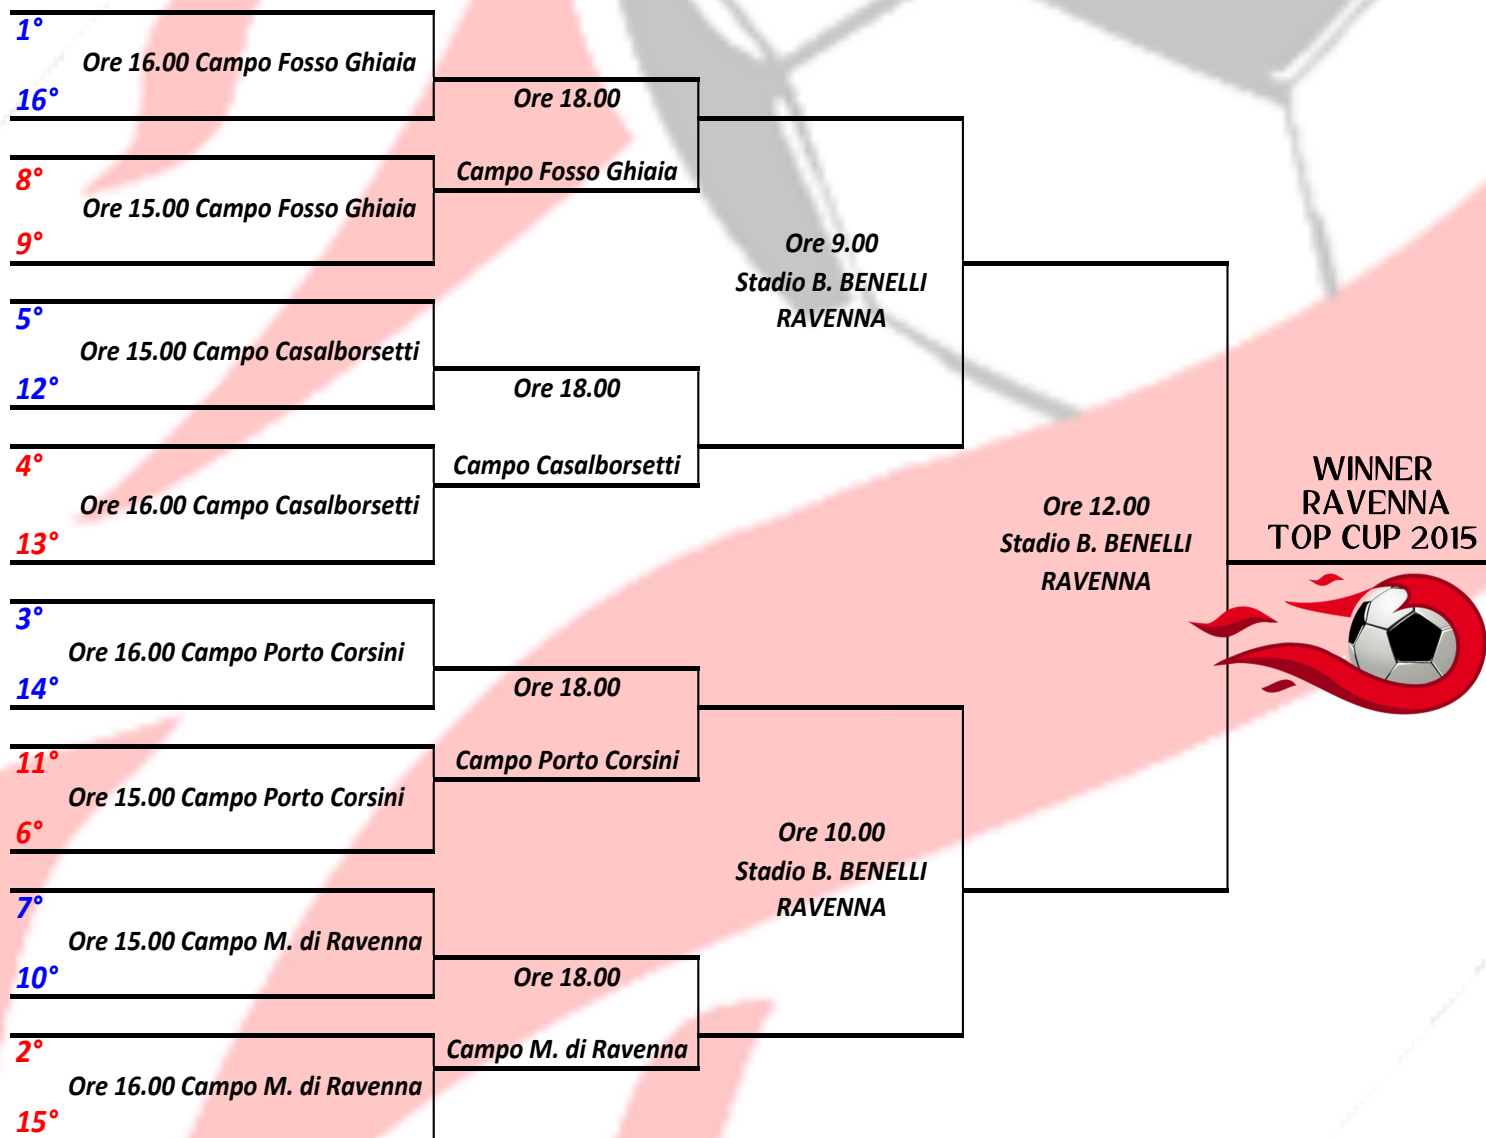 1°
Ore 16.00 Campo Fosso Ghiaia
16°
Ore 18.00
8°
Campo Fosso Ghiaia
Ore 15.00 Campo Fosso Ghiaia
9°
Ore 9.00
Stadio B. BENELLI
RAVENNA
5°
Ore 15.00 Campo Casalborsetti
12°
Ore 18.00
4°
Campo Casalborsetti
Ore 16.00 Campo Casalborsetti
13°
Ore 12.00
Stadio B. BENELLI
RAVENNA
WINNER
RAVENNA
TOP CUP 2015
3°
Ore 16.00 Campo Porto Corsini
14°
Ore 18.00
11°
Campo Porto Corsini
Ore 15.00 Campo Porto Corsini
6°
Ore 10.00
Stadio B. BENELLI
RAVENNA
7°
Ore 15.00 Campo M. di Ravenna
10°
Ore 18.00
2°
Campo M. di Ravenna
Ore 16.00 Campo M. di Ravenna
15°